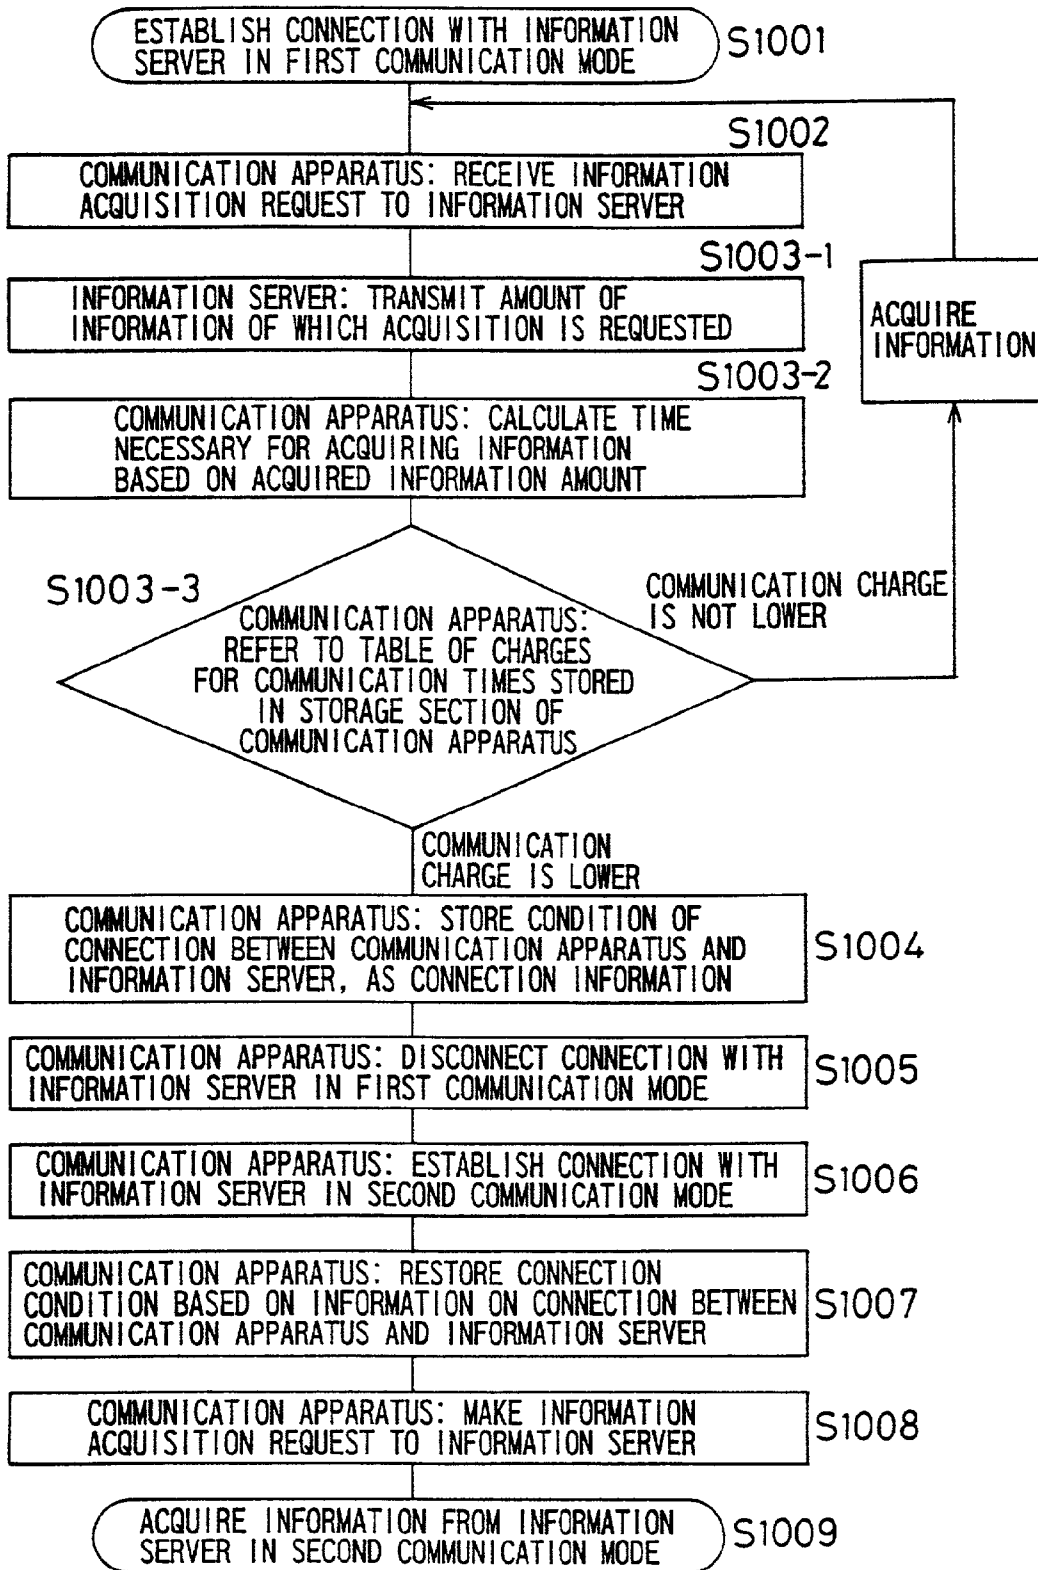 ESTABLISH CONNECTION WITH INFORMATION
SERVER IN FIRST COMMUNICATION MODE
S1001
S1002
COMMUNICATION APPARATUS: RECEIVE INFORMATION
ACQUISITION REQUEST TO INFORMATION SERVER
S1003-1
INFORMATION SERVER: TRANSMIT AMOUNT OF
INFORMATION OF WHICH ACQUISITION IS REQUESTED
ACQUIRE
INFORMATION
S1003-2
COMMUNICATION APPARATUS: CALCULATE TIME
NECESSARY FOR ACQUIRING INFORMATION
BASED ON ACQUIRED INFORMATION AMOUNT
S1003-3
COMMUNICATION APPARATUS:
REFER TO TABLE OF CHARGES
FOR COMMUNICATION TIMES STORED
IN STORAGE SECTION OF
COMMUNICATION APPARATUS
COMMUNICATION CHARGE
IS NOT LOWER
COMMUNICATION
CHARGE IS LOWER
COMMUNICATION APPARATUS: STORE CONDITION OF
CONNECTION BETWEEN COMMUNICATION APPARATUS AND
INFORMATION SERVER, AS CONNECTION INFORMATION
S1004
COMMUNICATION APPARATUS: DISCONNECT CONNECTION WITH
INFORMATION SERVER IN FIRST COMMUNICATION MODE
S1005
COMMUNICATION APPARATUS: ESTABLISH CONNECTION WITH
INFORMATION SERVER IN SECOND COMMUNICATION MODE
S1006
COMMUNICATION APPARATUS: RESTORE CONNECTION
CONDITION BASED ON INFORMATION ON CONNECTION BETWEEN
COMMUNICATION APPARATUS AND INFORMATION SERVER
S1007
COMMUNICATION APPARATUS: MAKE INFORMATION
ACQUISITION REQUEST TO INFORMATION SERVER
S1008
ACQUIRE INFORMATION FROM INFORMATION
SERVER IN SECOND COMMUNICATION MODE
S1009